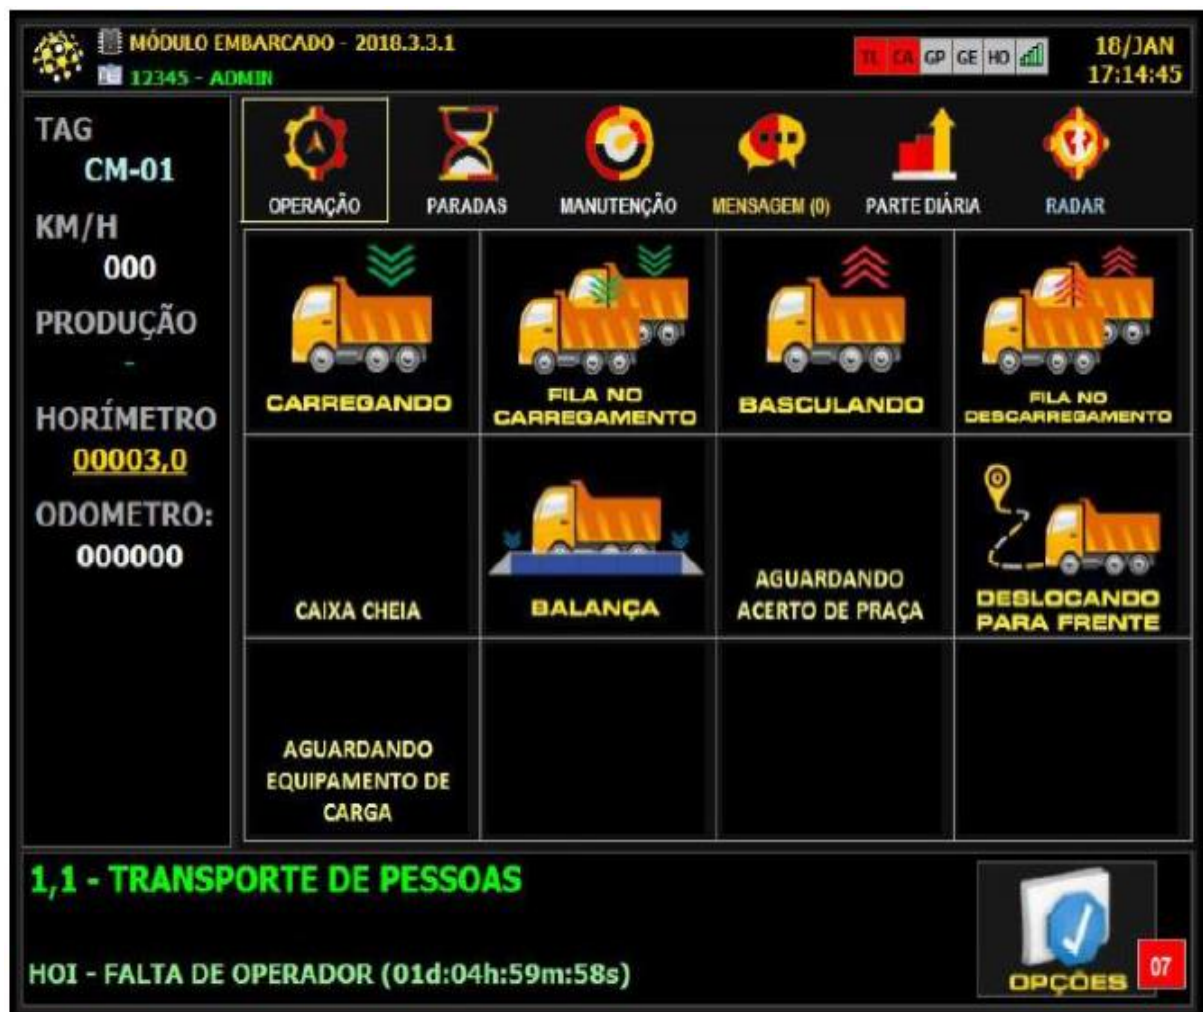 MÓDULO EMBARCADO - 2018.3.3.1
12345 - ADMIN
TL CA GP GE HO
18/JAN
17:14:45
TAG
CM-01
KM/H
000
PRODUÇÃO
-
HORÍMETRO
00003,0
ODOMETRO:
000000
OPERAÇÃO
PARADAS
MANUTENÇÃO
MENSAGEM (0)
PARTE DIÁRIA
RADAR
CARREGANDO
FILA NO
CARREGAMENTO
BASCULANDO
FILA NO
DESCARREGAMENTO
CAIXA CHEIA
BALANÇA
AGUARDANDO
ACERTO DE PRAÇA
DESLOCANDO
PARA FRENTE
AGUARDANDO
EQUIPAMENTO DE
CARGA
1,1 - TRANSPORTE DE PESSOAS
HOI - FALTA DE OPERADOR (01d:04h:59m:58s)
OPÇÕES
07